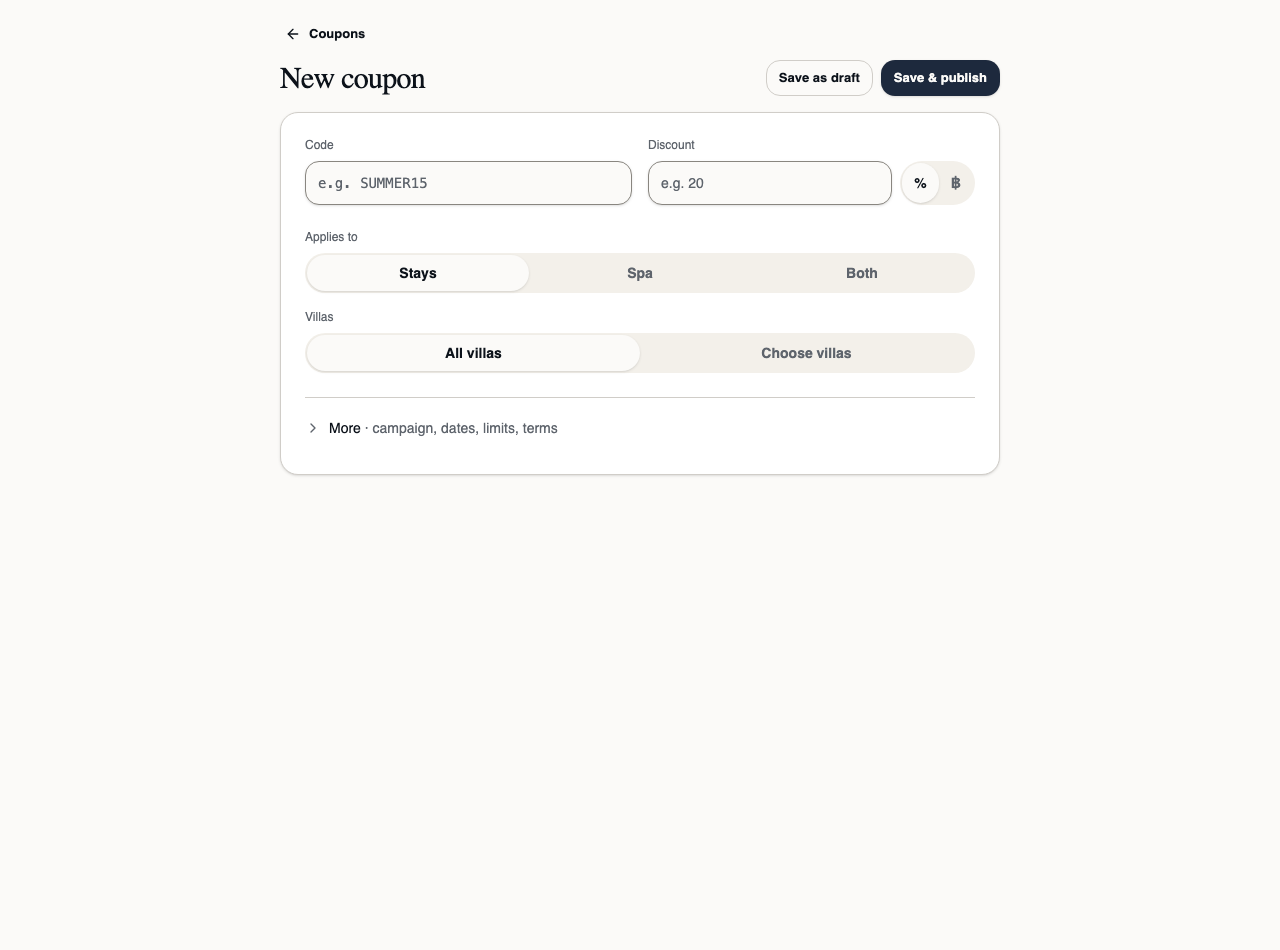 Coupons
New coupon
Save as draft
Save & publish
Code
Discount
e.g. SUMMER15
e.g. 20
%
฿
Applies to
Stays
Spa
Both
Villas
All villas
Choose villas
More · campaign, dates, limits, terms